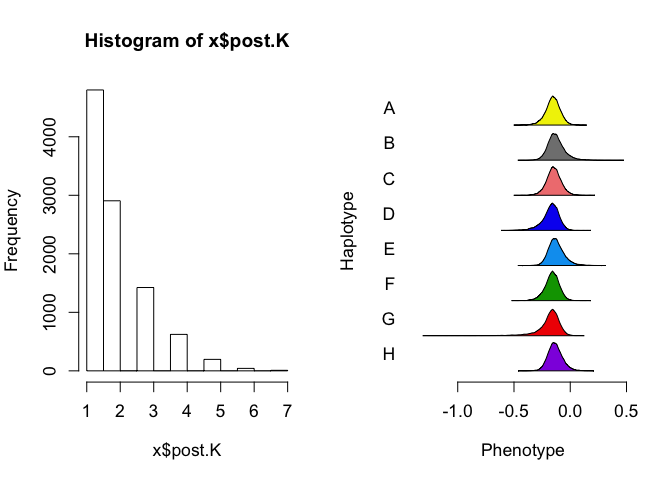 Histogram of x$post.K
Frequency
0 1000 2000 3000 4000
1 2 3 4 5 6 7
x$post.K
Haplotype
A
B
C
D
E
F
G
H
-1.0 -0.5 0.0 0.5
Phenotype